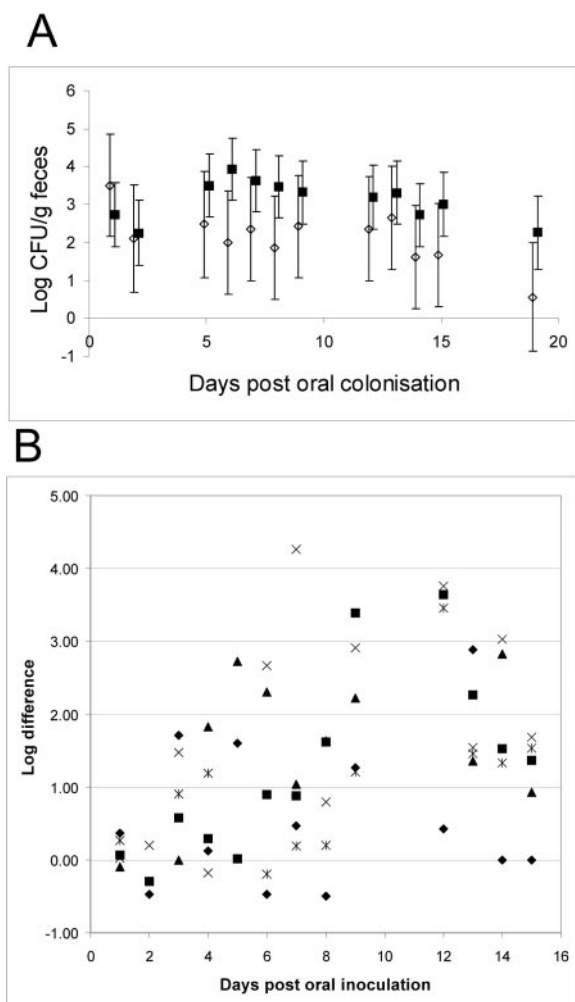 A
6
5
4
3
2
1
0
-1
0 5 10 15 20
Log CFU/g feces
Days post oral colonisation
B
5.00
4.00
3.00
2.00
1.00
0.00
-1.00
0 2 4 6 8 10 12 14 16
Log difference
Days post oral inoculation